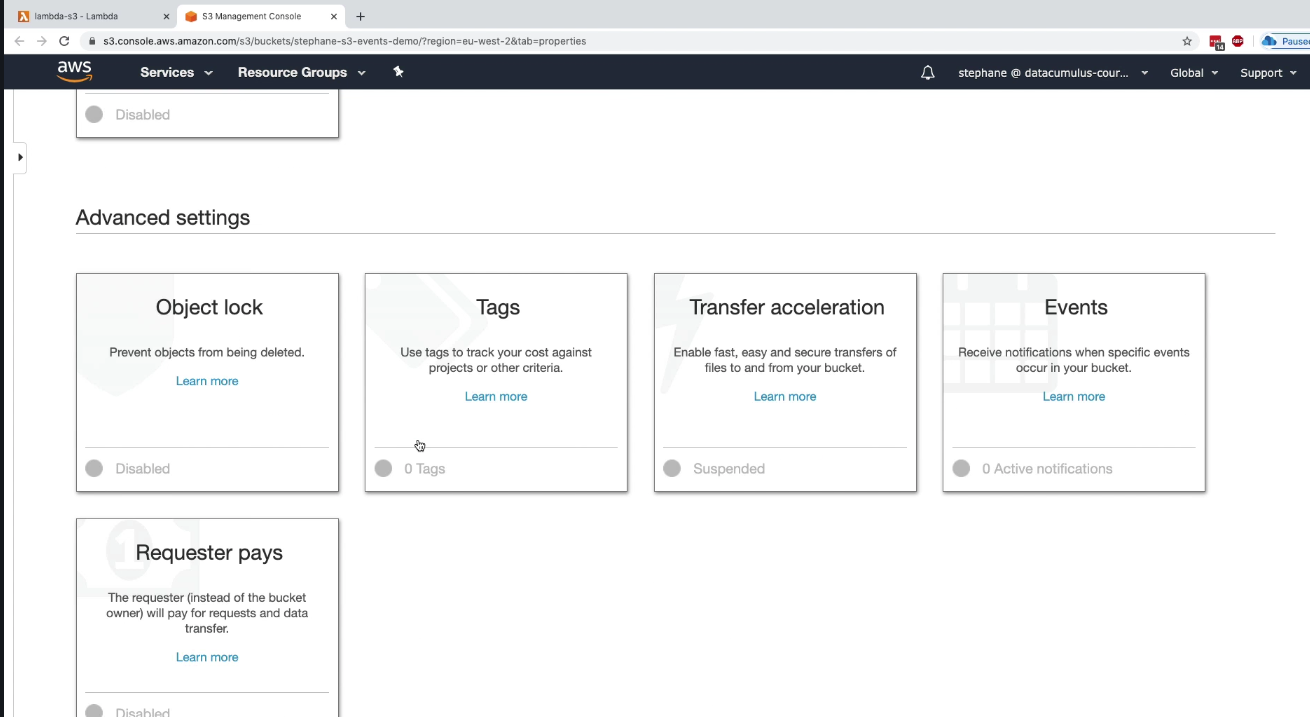 lambda-s3 - Lambda
S3 Management Console
s3.console.aws.amazon.com/s3/buckets/stephane-s3-events-demo/?region=eu-west-2&tab=properties
14
ABP
Paused
aws
Services
Resource Groups
stephane @ datacumulus-cour...
Global
Support
Disabled
Advanced settings
Object lock
Prevent objects from being deleted.
Learn more
Disabled
Tags
Use tags to track your cost against
projects or other criteria.
Learn more
0 Tags
Transfer acceleration
Enable fast, easy and secure transfers of
files to and from your bucket.
Learn more
Suspended
Events
Receive notifications when specific events
occur in your bucket.
Learn more
0 Active notifications
1
Requester pays
The requester (instead of the bucket
owner) will pay for requests and data
transfer.
Learn more
Disabled